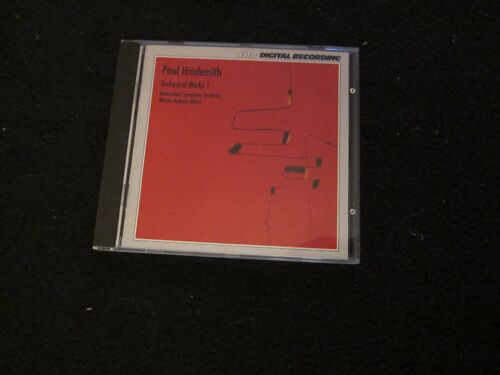 cpo DIGITAL RECORDING
Paul Hindemith
Orchestral Works 1
Queensland Symphony Orchestra
Werner Andreas Albert